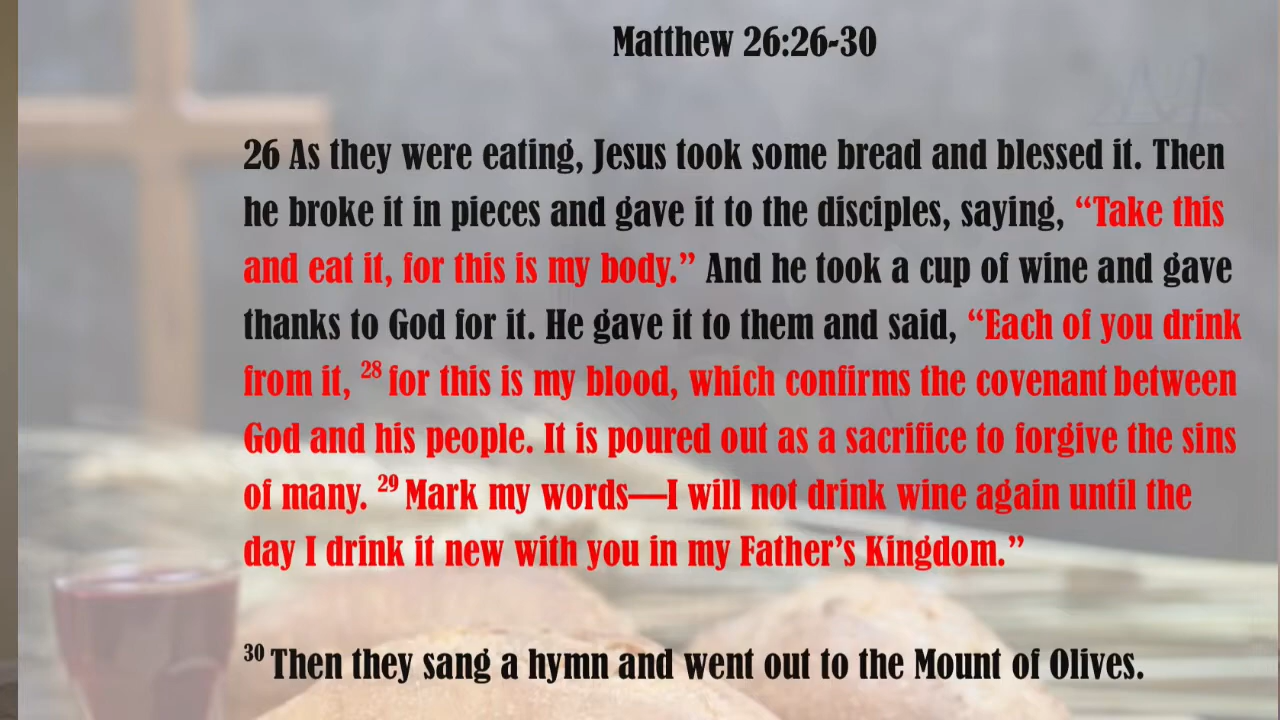 Matthew 26:26-30
26 As they were eating, Jesus took some bread and blessed it. Then
he broke it in pieces and gave it to the disciples, saying, “Take this
and eat it, for this is my body.” And he took a cup of wine and gave
thanks to God for it. He gave it to them and said, “Each of you drink
from it, 28 for this is my blood, which confirms the covenant between
God and his people. It is poured out as a sacrifice to forgive the sins
of many. 29 Mark my words—I will not drink wine again until the
day I drink it new with you in my Father’s Kingdom.”
30 Then they sang a hymn and went out to the Mount of Olives.